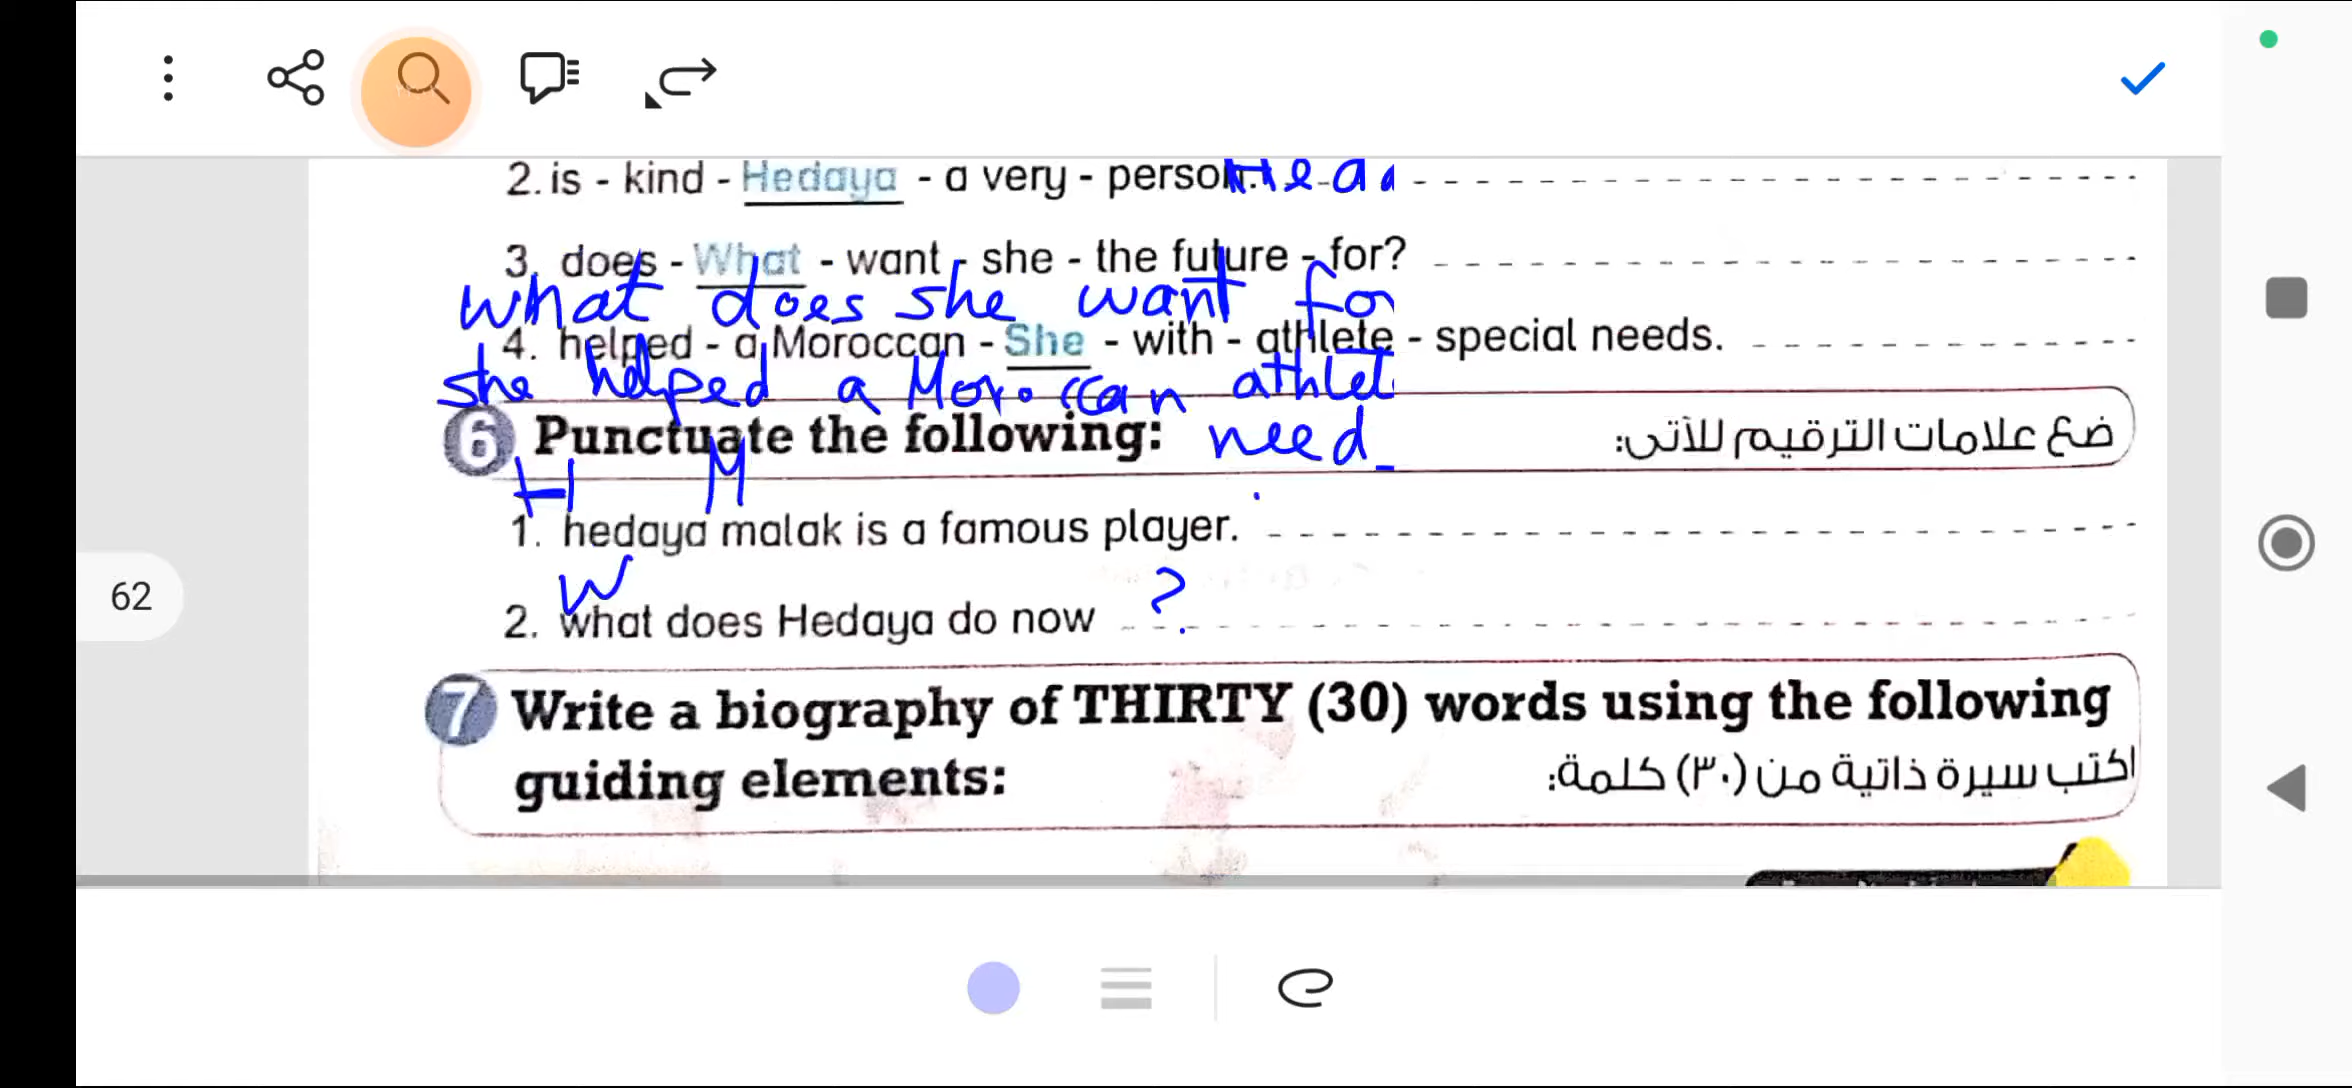 2. is - kind - Hedaya - a very - person.
3. does - What - want - she - the future - for?
What does she want for
4. helped - a Moroccan - She - with - athlete - special needs.
she helped a Moroccan
6 Punctuate the following: ضع علامات الترقيم للآتى:
need
H M
1. hedaya malak is a famous player.
W ?
2. what does Hedaya do now
62
7 Write a biography of THIRTY (30) words using the following
guiding elements: اكتب سيرة ذاتية من (٣٠) كلمة: